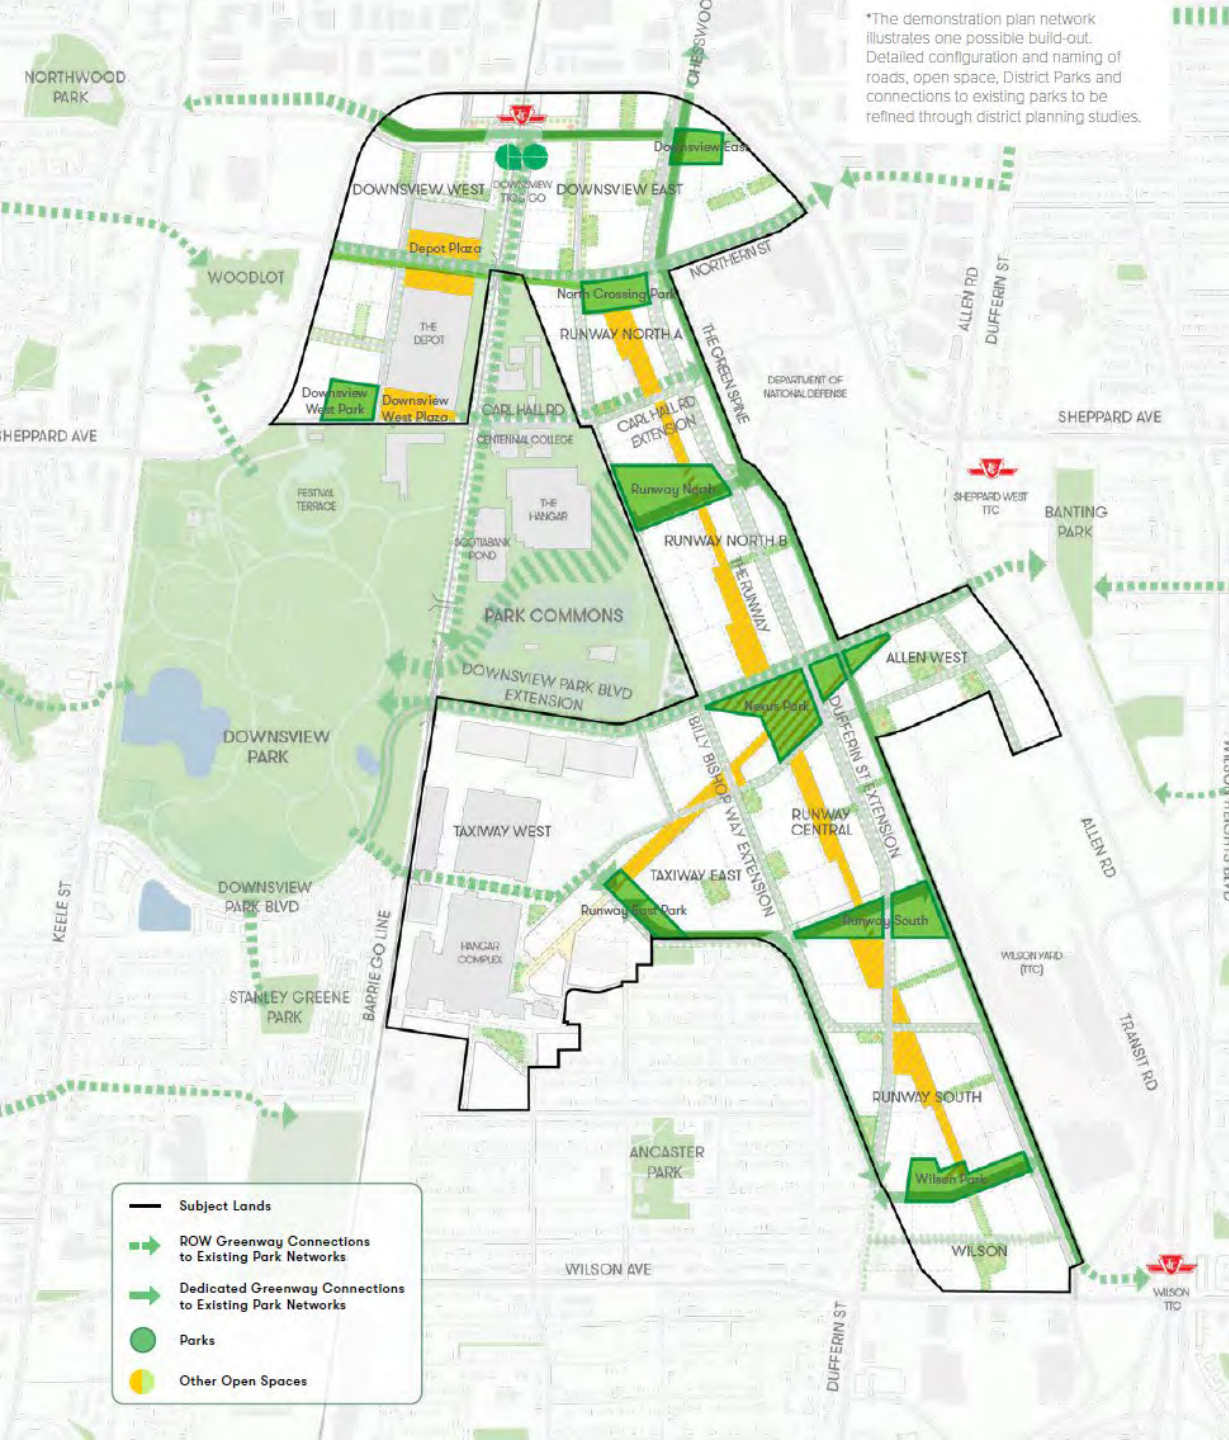 *The demonstration plan network
illustrates one possible build-out.
Detailed configuration and naming of
roads, open space, District Parks and
connections to existing parks to be
refined through district planning studies.
CHESSWOO
NORTHWOOD
PARK
Downsview East
DOWNSVIEW WEST
DOWNSVIEW
TTC & GO
DOWNSVIEW EAST
Depot Plaza
NORTHERN ST
WOODLOT
North Crossing Park
ALLEN RD
DUFFERIN ST
THE
DEPOT
RUNWAY NORTH A
THE GREEN SPINE
DEPARTMENT OF
NATIONAL DEFENSE
Downsview
West Park
Downsview
West Plaza
CARL HALL RD
CARL HALL RD
EXTENSION
SHEPPARD AVE
SHEPPARD AVE
CENTENNIAL COLLEGE
FESTIVAL
TERRACE
Runway North
SHEPPARD WEST
TTC
THE
HANGAR
BANTING
PARK
SCOTIABANK
POND
RUNWAY NORTH B
THE RUNWAY
PARK COMMONS
ALLEN WEST
DOWNSVIEW PARK BLVD
EXTENSION
Nexus Park
DOWNSVIEW
PARK
BILLY BISHOP WAY EXTENSION
DUFFERIN ST EXTENSION
WILSON HEIGHTS BLVD
TAXIWAY WEST
RUNWAY
CENTRAL
ALLEN RD
TAXIWAY EAST
DOWNSVIEW
PARK BLVD
KEELE ST
Runway East Park
Runway South
BARRIE GO LINE
HANGAR
COMPLEX
WILSON YARD
(TTC)
STANLEY GREENE
PARK
TRANSIT RD
RUNWAY SOUTH
ANCASTER
PARK
Wilson Park
WILSON
WILSON AVE
WILSON
TTC
DUFFERIN ST
Subject Lands
ROW Greenway Connections
to Existing Park Networks
Dedicated Greenway Connections
to Existing Park Networks
Parks
Other Open Spaces